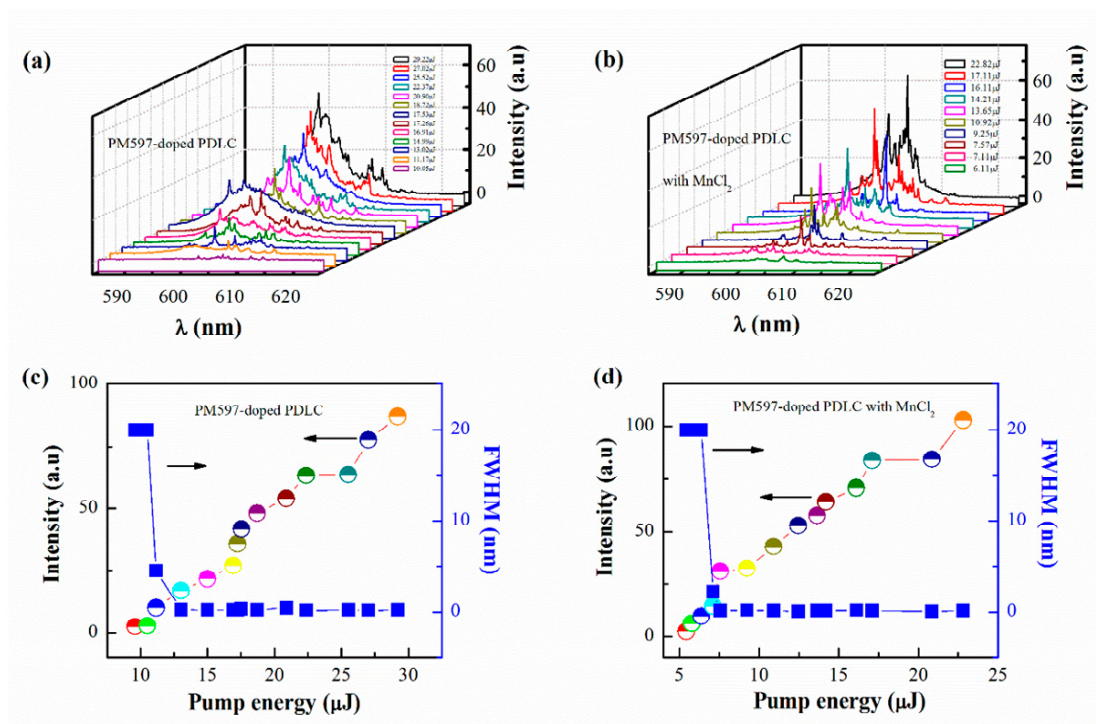 (a)
PM597-doped PDLC
29.22μJ
27.02μJ
25.52μJ
22.37μJ
20.90μJ
18.72μJ
17.53μJ
17.26μJ
16.91μJ
14.99μJ
13.02μJ
11.17μJ
10.05μJ
60
40
20
0
Intensity (a.u)
590
600
610
620
λ (nm)
(b)
PM597-doped PDLC
with MnCl2
22.82μJ
17.11μJ
16.11μJ
14.21μJ
13.65μJ
10.92μJ
9.25μJ
7.57μJ
7.11μJ
6.11μJ
60
40
20
0
Intensity (a.u)
590
600
610
620
λ (nm)
(c)
PM597-doped PDLC
100
50
0
Intensity (a.u)
20
10
0
FWHM (nm)
10
15
20
25
30
Pump energy (μJ)
(d)
PM597-doped PDLC with MnCl2
100
50
0
Intensity (a.u)
20
10
0
FWHM (nm)
5
10
15
20
25
Pump energy (μJ)